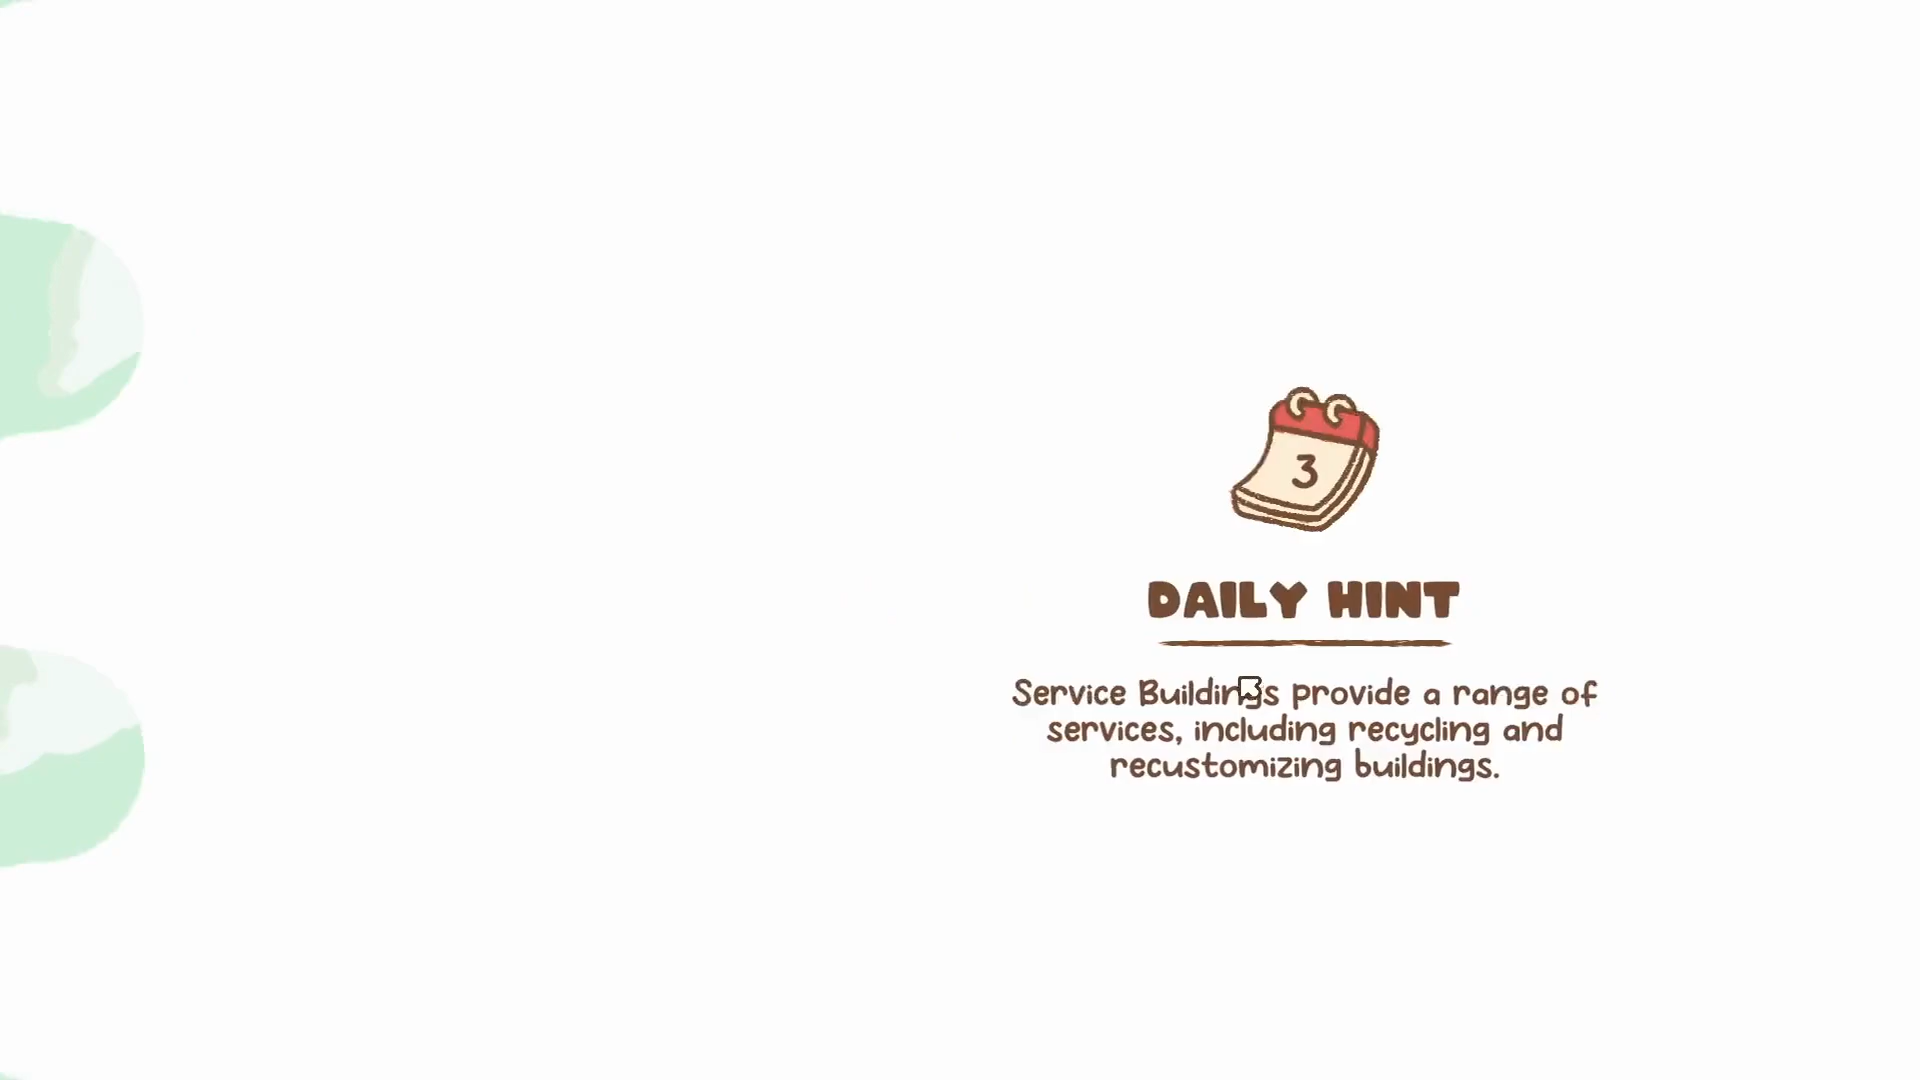 3
DAILY HINT
Service Buildings provide a range of
services, including recycling and
recustomizing buildings.